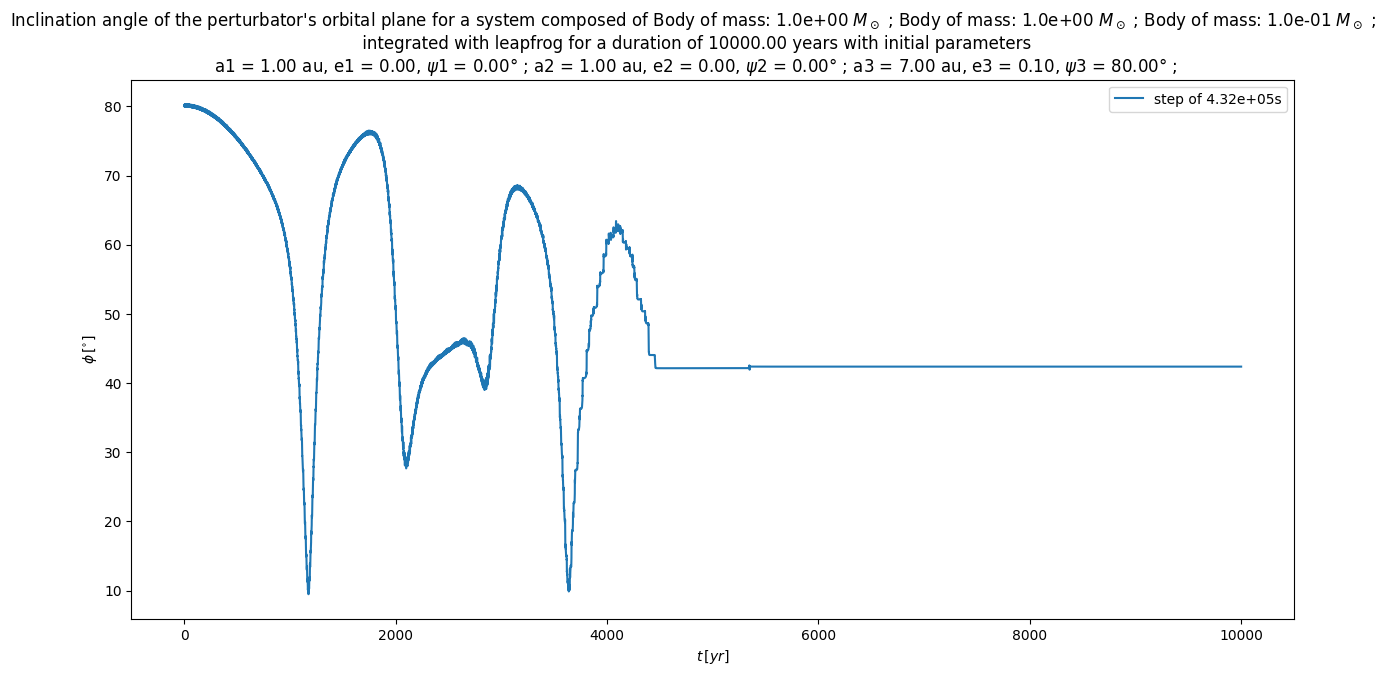 Inclination angle of the perturbator's orbital plane for a system composed of Body of mass: 1.0e+00 M⊙ ; Body of mass: 1.0e+00 M⊙ ; Body of mass: 1.0e-01 M⊙ ;
integrated with leapfrog for a duration of 10000.00 years with initial parameters
a1 = 1.00 au, e1 = 0.00, ψ1 = 0.00° ; a2 = 1.00 au, e2 = 0.00, ψ2 = 0.00° ; a3 = 7.00 au, e3 = 0.10, ψ3 = 80.00° ;
step of 4.32e+05s
80
70
60
50
40
30
20
10
ϕ [°]
0 2000 4000 6000 8000 10000
t [yr]